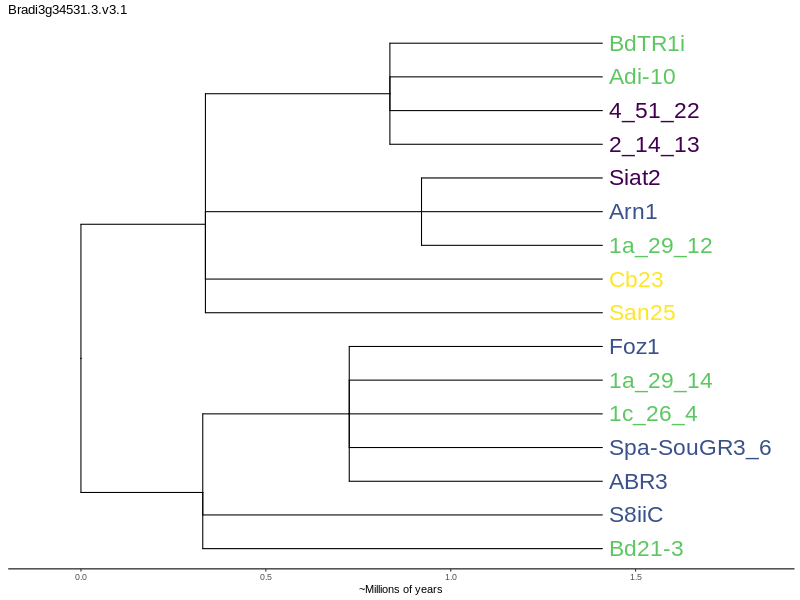 Bradi3g34531.3.v3.1
BdTR1i
Adi-10
4_51_22
2_14_13
Siat2
Arn1
1a_29_12
Cb23
San25
Foz1
1a_29_14
1c_26_4
Spa-SouGR3_6
ABR3
S8iiC
Bd21-3
0.0 0.5 1.0 1.5
~Millions of years